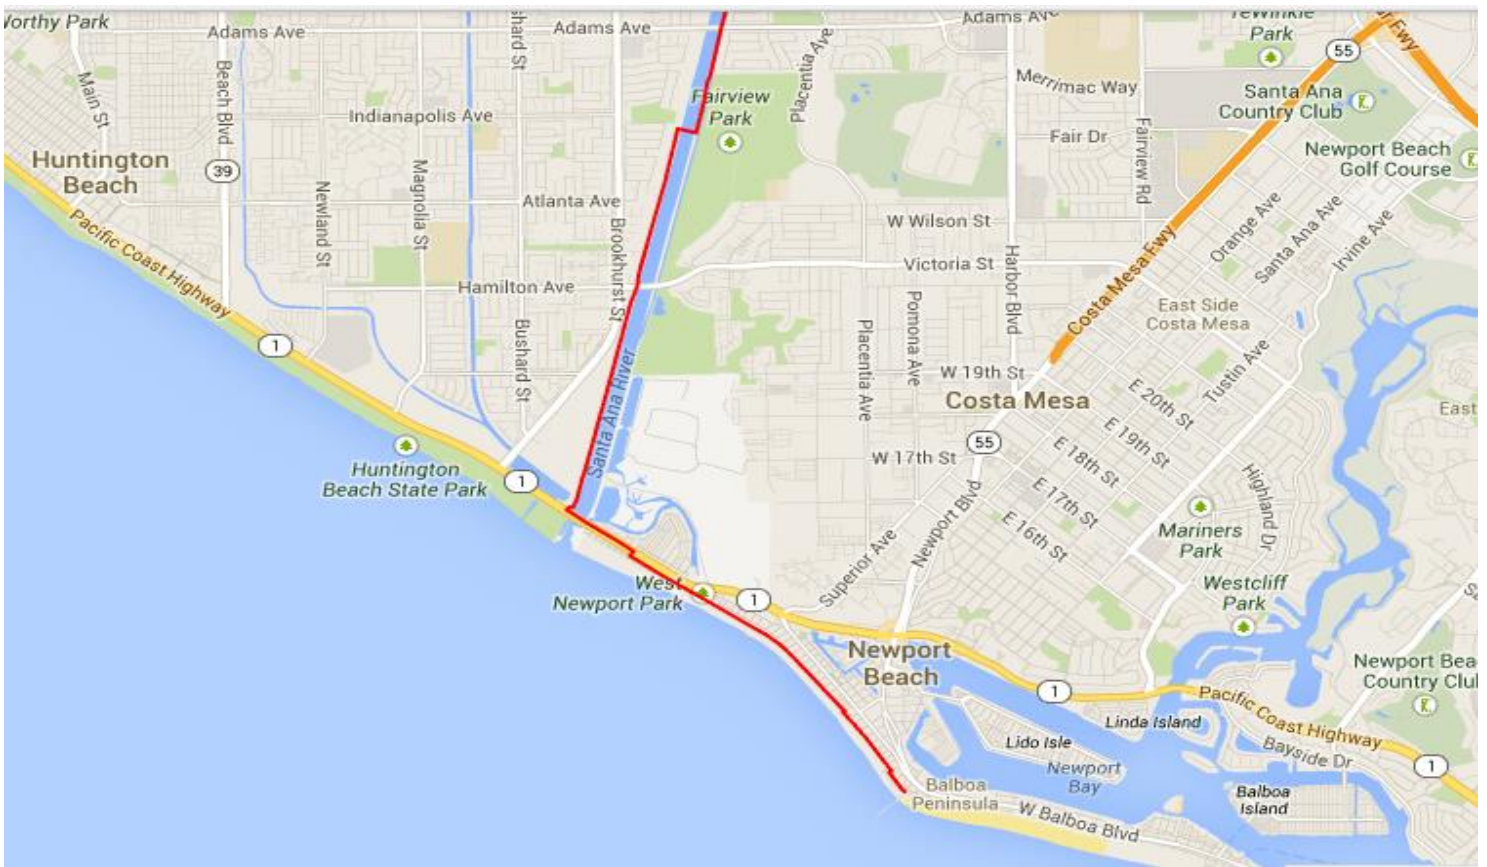 Worthy Park
Adams Ave
shard St
Adams Ave
Adams Ave
TeWinkle
Park
55
Main St
Beach Blvd
Fairview
Park
Placentia Ave
Merrimac Way
Santa Ana
Country Club
Indianapolis Ave
Fair Dr
Fairview Rd
Newport Beach
Golf Course
Huntington
Beach
39
Newland St
Magnolia St
Atlanta Ave
Brookhurst St
W Wilson St
Orange Ave
Santa Ana Ave
Irvine Ave
Pacific Coast Highway
Hamilton Ave
Victoria St
Harbor Blvd
Costa Mesa Fwy
East Side
Costa Mesa
1
Bushard St
Placentia Ave
Pomona Ave
W 19th St
Tustin Ave
E 20th St
Costa Mesa
East
Santa Ana River
55
E 19th St
W 17th St
E 18th St
Huntington
Beach State Park
1
E 17th St
E 16th St
Highland Dr
Newport Blvd
Superior Ave
Mariners
Park
West
Newport Park
1
Westcliff
Park
Newport
Beach
Newport Bea
Country Clu
1
Pacific Coast Highway
Linda Island
Lido Isle
Bayside Dr
Newport
Bay
1
Balboa
Peninsula
Balboa
Island
W Balboa Blvd